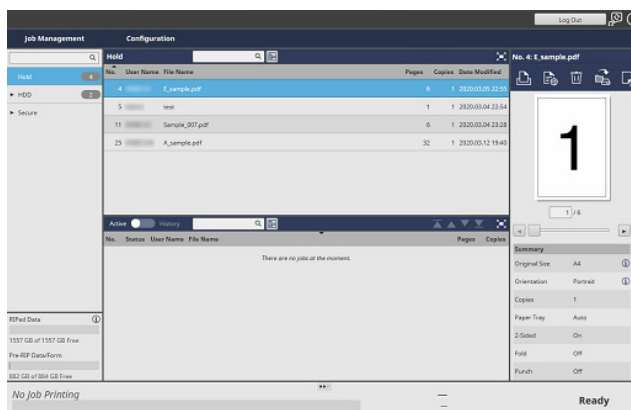 Log Out
Job Management Configuration
Hold
No. 4: E_sample.pdf
Hold 4
HDD 2
Secure
No. User Name File Name Pages Copies Date Modified
4 E_sample.pdf 6 1 2020.03.05 22:55
5 test 1 1 2020.03.04 22:54
11 Sample_007.pdf 6 1 2020.03.04 23:28
25 A_sample.pdf 32 1 2020.03.12 19:40
1
1 / 6
Active History
No. Status User Name File Name Pages Copies
There are no jobs at the moment.
Summary
Original Size A4
Orientation Portrait
Copies 1
Paper Tray Auto
2-Sided On
Fold Off
Punch Off
RIPed Data
1557 GB of 1557 GB Free
Pre-RIP Data/Form
882 GB of 884 GB Free
No Job Printing
Ready